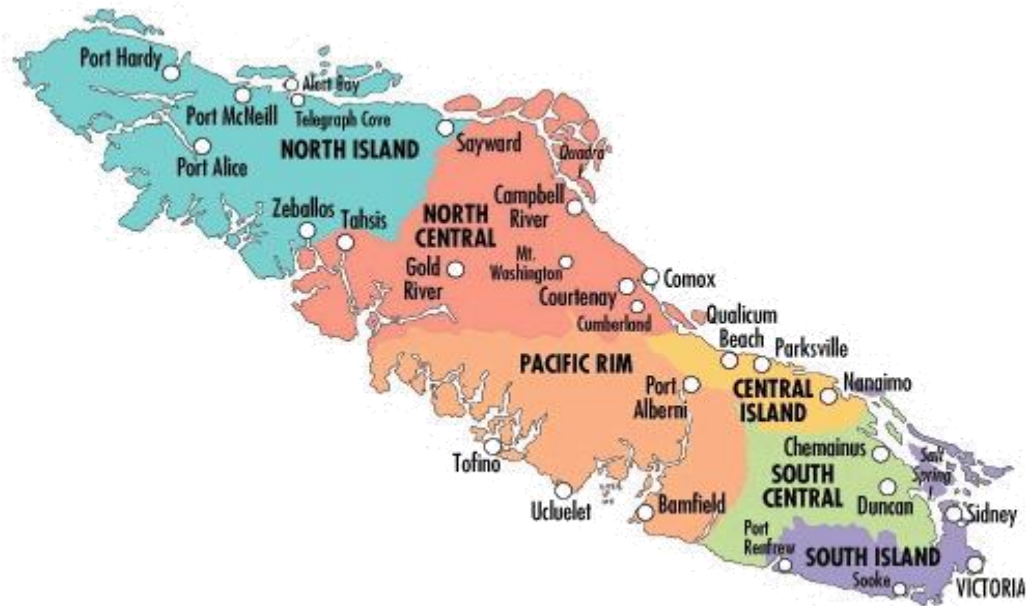 Port Hardy
Alert Bay
Port McNeill
Telegraph Cove
NORTH ISLAND
Sayward
Port Alice
Quadra
I
Campbell
River
Zeballos
Tahsis
NORTH
CENTRAL
Mt.
Washington
Gold
River
Comox
Courtenay
Cumberland
Qualicum
Beach
Parksville
PACIFIC RIM
Port
Alberni
CENTRAL
ISLAND
Nanaimo
Tofino
Chemainus
Salt
Spring
I
SOUTH
CENTRAL
Ucluelet
Bamfield
Duncan
Sidney
Port
Renfrew
SOUTH ISLAND
Sooke
VICTORIA